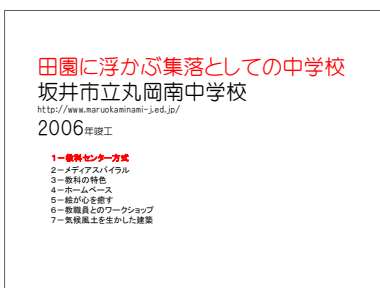 田園に浮かぶ集落としての中学校
坂井市立丸岡南中学校
http://www.maruokaminami-j.ed.jp/
2006年竣工
1－教科センター方式
2－メディアスパイラル
3－教科の特色
4－ホームベース
5－絵が心を癒す
6－教職員とのワークショップ
7－気候風土を生かした建築